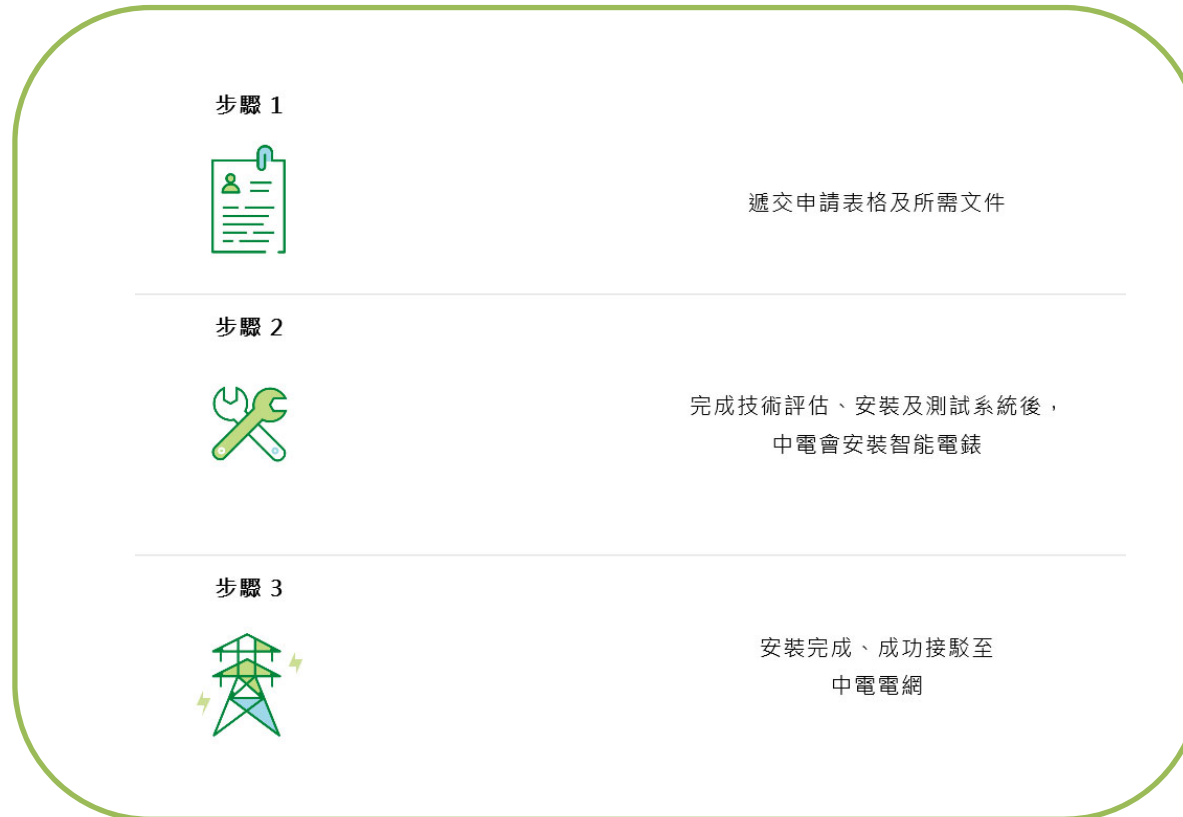 步驟 1
遞交申請表格及所需文件
步驟 2
完成技術評估、安裝及測試系統後，
中電會安裝智能電錶
步驟 3
安裝完成、成功接駁至
中電電網